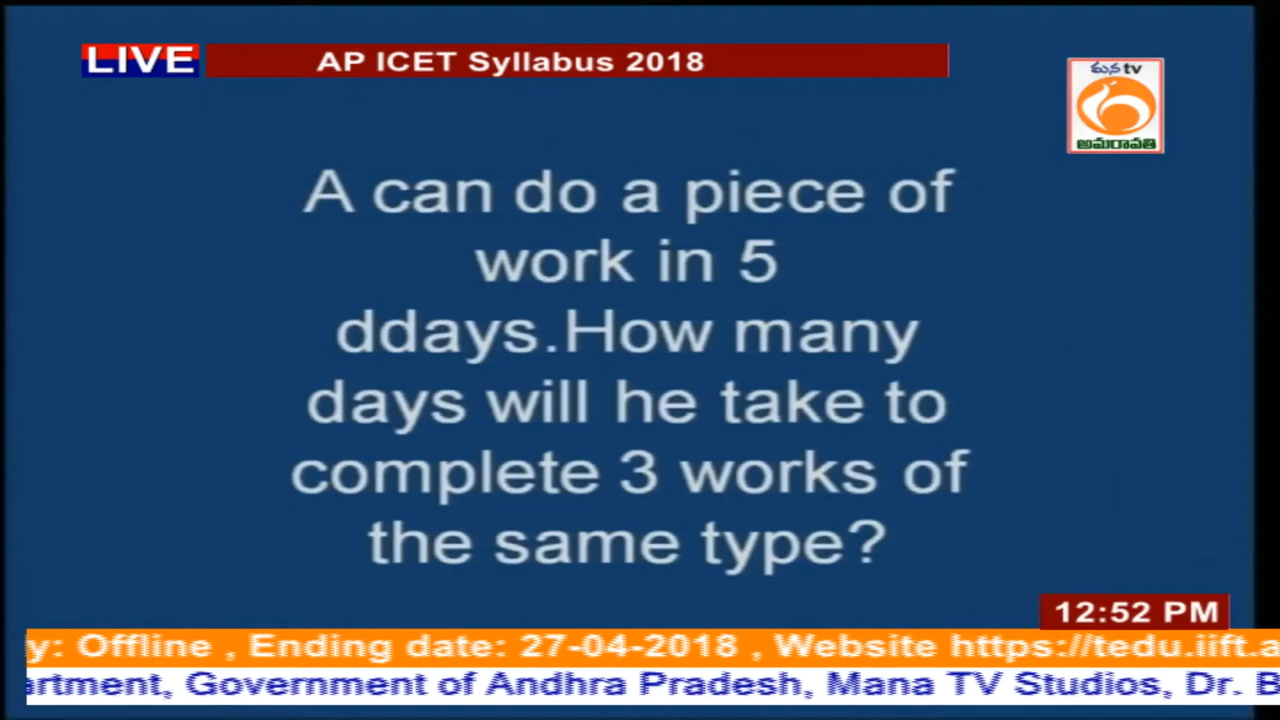 LIVE
AP ICET Syllabus 2018
మన tv
అమరావతి
A can do a piece of
work in 5
ddays.How many
days will he take to
complete 3 works of
the same type?
12:52 PM
y: Offline , Ending date: 27-04-2018 , Website https://tedu.iift.a
artment, Government of Andhra Pradesh, Mana TV Studios, Dr. B